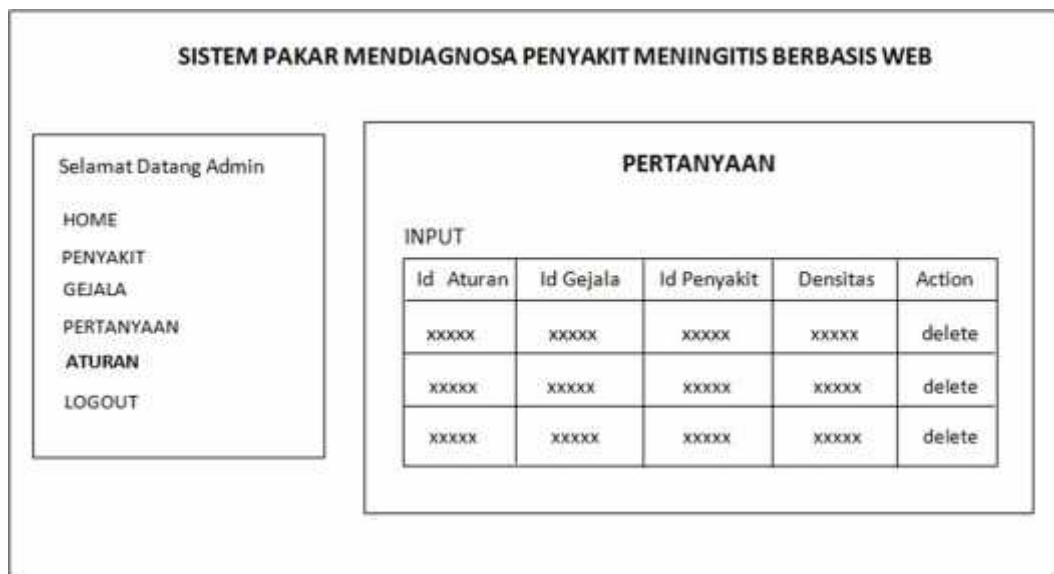 SISTEM PAKAR MENDIAGNOSA PENYAKIT MENINGITIS BERBASIS WEB
Selamat Datang Admin
HOME
PENYAKIT
GEJALA
PERTANYAAN
ATURAN
LOGOUT
PERTANYAAN
INPUT
Id Aturan Id Gejala Id Penyakit Densitas Action
xxxxx xxxxx xxxxx xxxxx delete
xxxxx xxxxx xxxxx xxxxx delete
xxxxx xxxxx xxxxx xxxxx delete